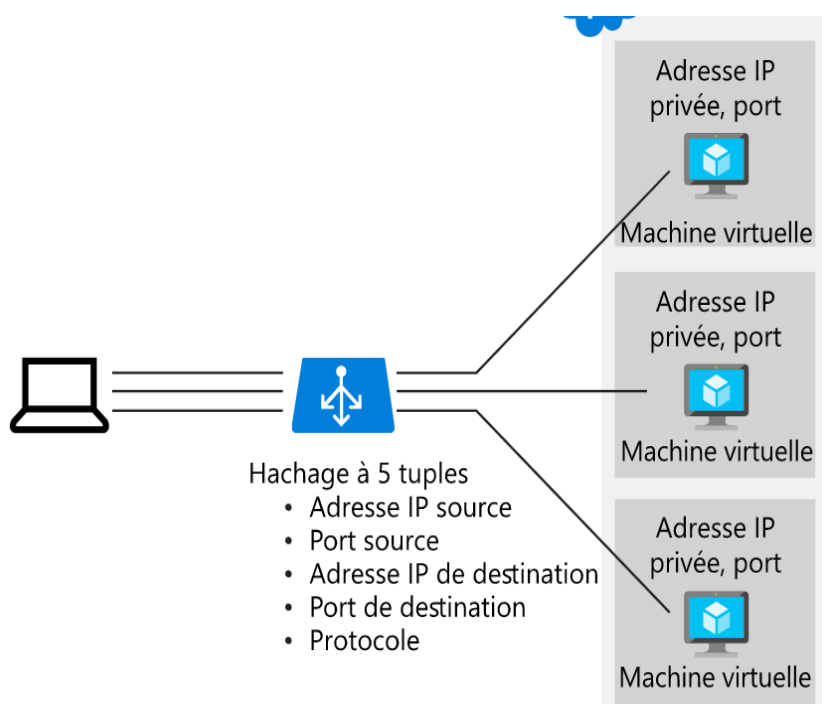 Adresse IP
privée, port
Machine virtuelle
Adresse IP
privée, port
Machine virtuelle
Hachage à 5 tuples
• Adresse IP source
• Port source
• Adresse IP de destination
• Port de destination
• Protocole
Adresse IP
privée, port
Machine virtuelle